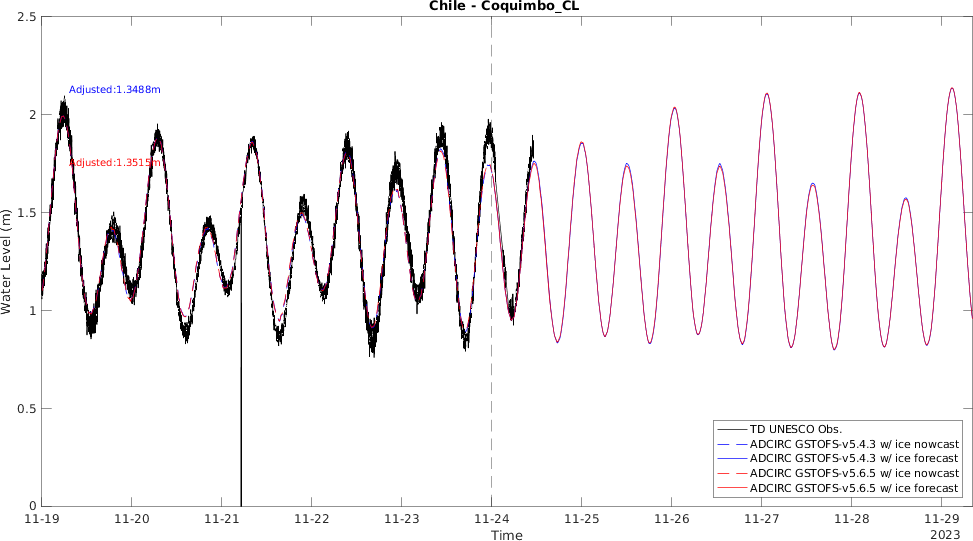 Chile - Coquimbo_CL
2.5
2
1.5
1
0.5
0
Water Level (m)
Adjusted:1.3488m
Adjusted:1.3515m
TD UNESCO Obs.
ADCIRC GSTOFS-v5.4.3 w/ ice nowcast
ADCIRC GSTOFS-v5.4.3 w/ ice forecast
ADCIRC GSTOFS-v5.6.5 w/ ice nowcast
ADCIRC GSTOFS-v5.6.5 w/ ice forecast
11-19 11-20 11-21 11-22 11-23 11-24 11-25 11-26 11-27 11-28 11-29
Time
2023